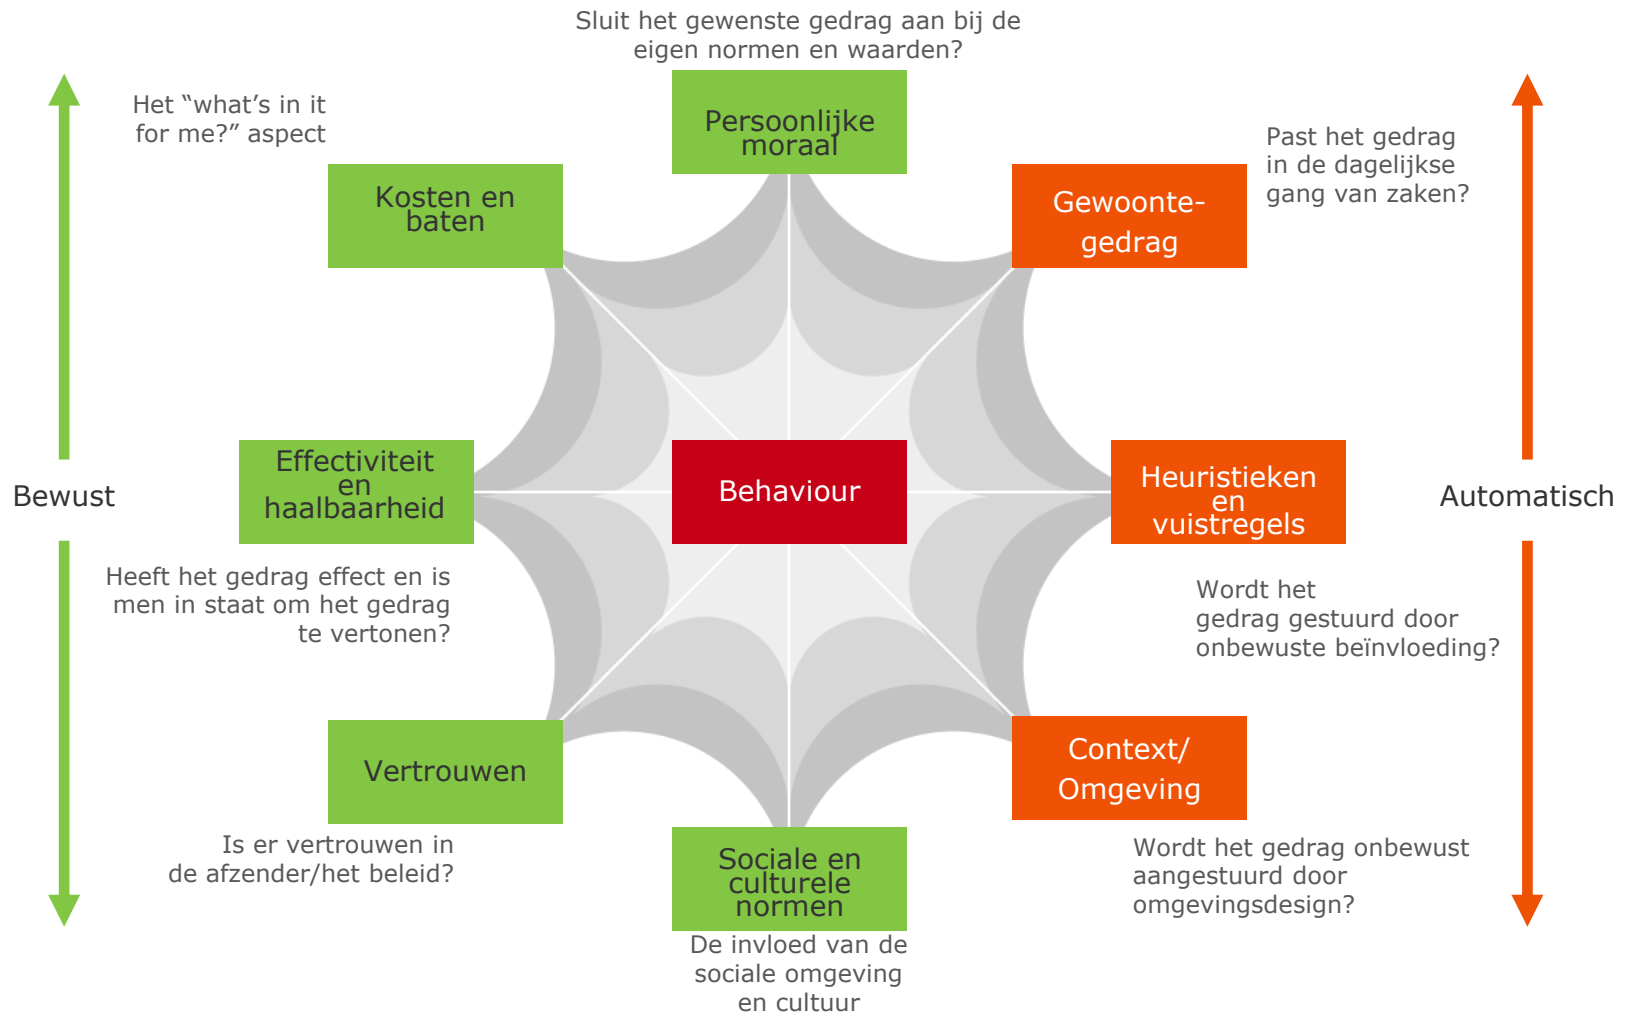 Sluit het gewenste gedrag aan bij de
eigen normen en waarden?
Persoonlijke
moraal
Het “what’s in it
for me?” aspect
Kosten en
baten
Past het gedrag
in de dagelijkse
gang van zaken?
Gewoonte-
gedrag
Bewust
Effectiviteit
en
haalbaarheid
Behaviour
Heuristieken
en
vuistregels
Automatisch
Heeft het gedrag effect en is
men in staat om het gedrag
te vertonen?
Wordt het
gedrag gestuurd door
onbewuste beïnvloeding?
Vertrouwen
Is er vertrouwen in
de afzender/het beleid?
Context/
Omgeving
Wordt het gedrag onbewust
aangestuurd door
omgevingsdesign?
Sociale en
culturele
normen
De invloed van de
sociale omgeving
en cultuur